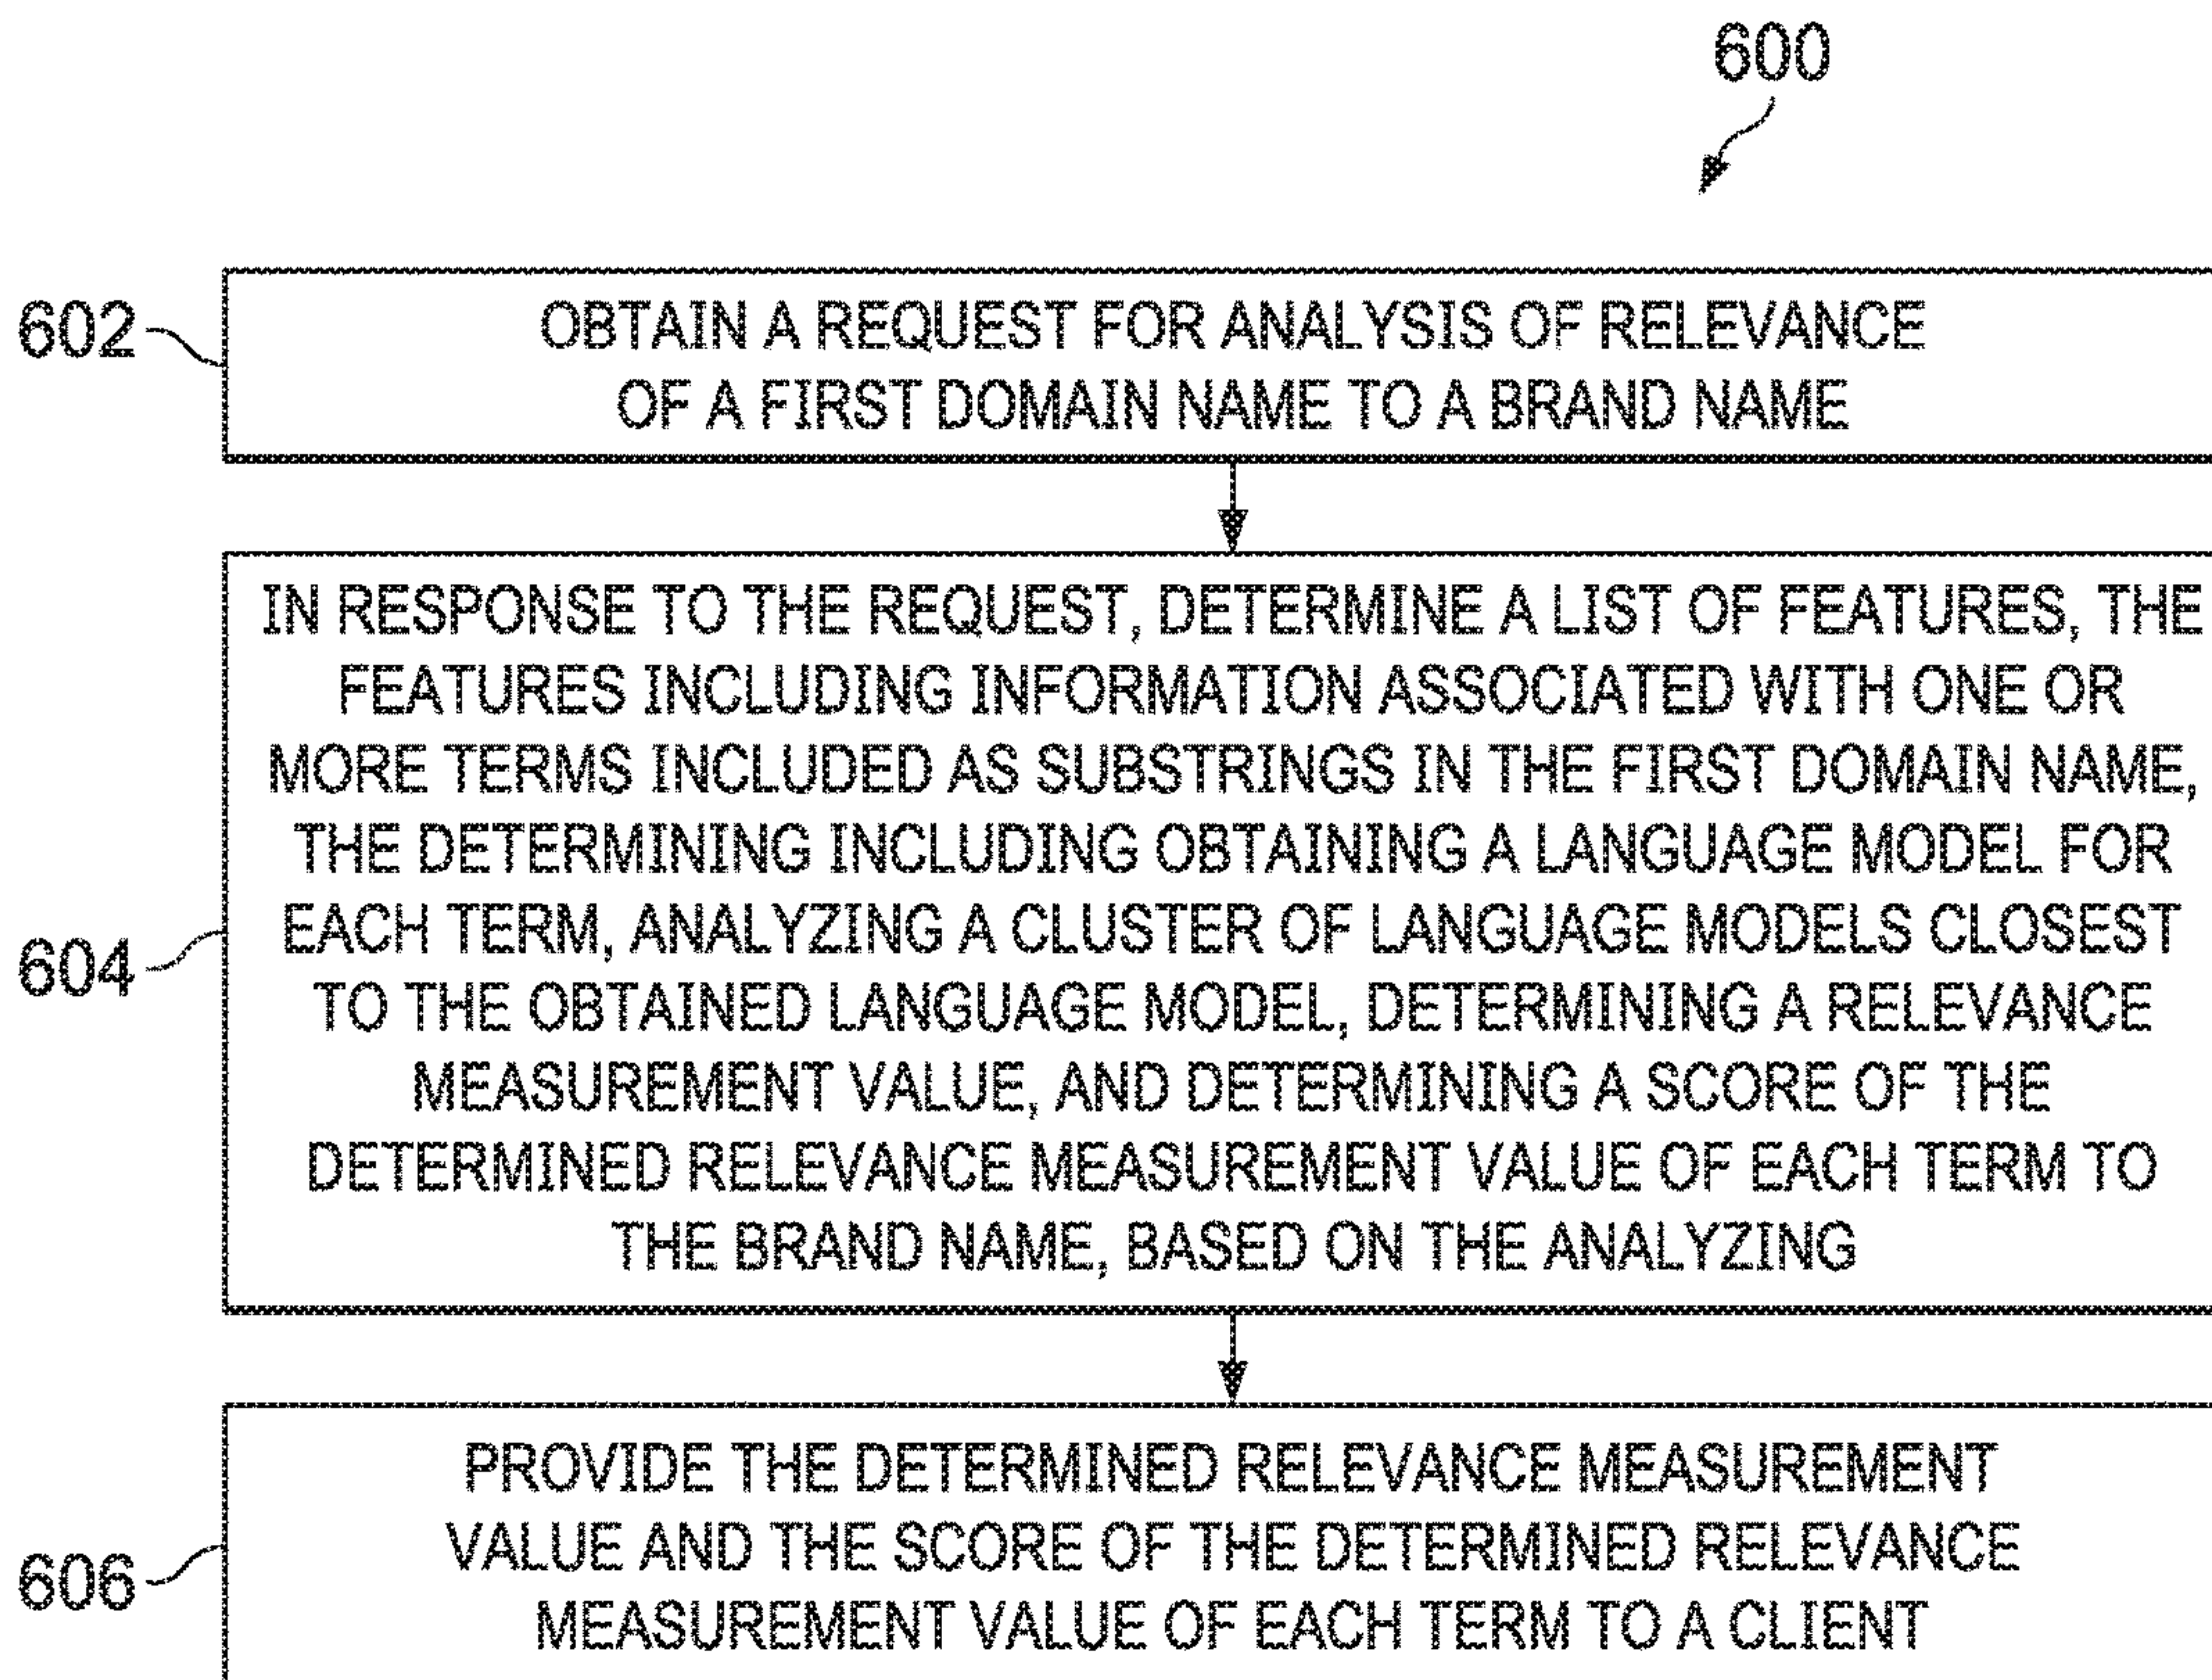 600
602
OBTAIN A REQUEST FOR ANALYSIS OF RELEVANCE
OF A FIRST DOMAIN NAME TO A BRAND NAME
IN RESPONSE TO THE REQUEST, DETERMINE A LIST OF FEATURES, THE
FEATURES INCLUDING INFORMATION ASSOCIATED WITH ONE OR
MORE TERMS INCLUDED AS SUBSTRINGS IN THE FIRST DOMAIN NAME,
THE DETERMINING INCLUDING OBTAINING A LANGUAGE MODEL FOR
604
EACH TERM, ANALYZING A CLUSTER OF LANGUAGE MODELS CLOSEST
TO THE OBTAINED LANGUAGE MODEL, DETERMINING A RELEVANCE
MEASUREMENT VALUE, AND DETERMINING A SCORE OF THE
DETERMINED RELEVANCE MEASUREMENT VALUE OF EACH TERM TO
THE BRAND NAME, BASED ON THE ANALYZING
606
PROVIDE THE DETERMINED RELEVANCE MEASUREMENT
VALUE AND THE SCORE OF THE DETERMINED RELEVANCE
MEASUREMENT VALUE OF EACH TERM TO A CLIENT